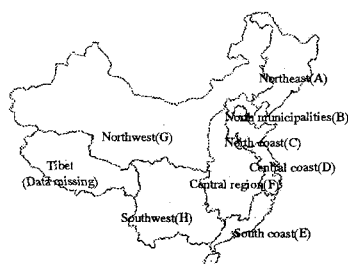 Northeast(A)
North municipalities(B)
North coast(C)
Northwest(G)
Central coast(D)
Tibet
(Data missing)
Central region(F)
Southwest(H)
South coast(E)